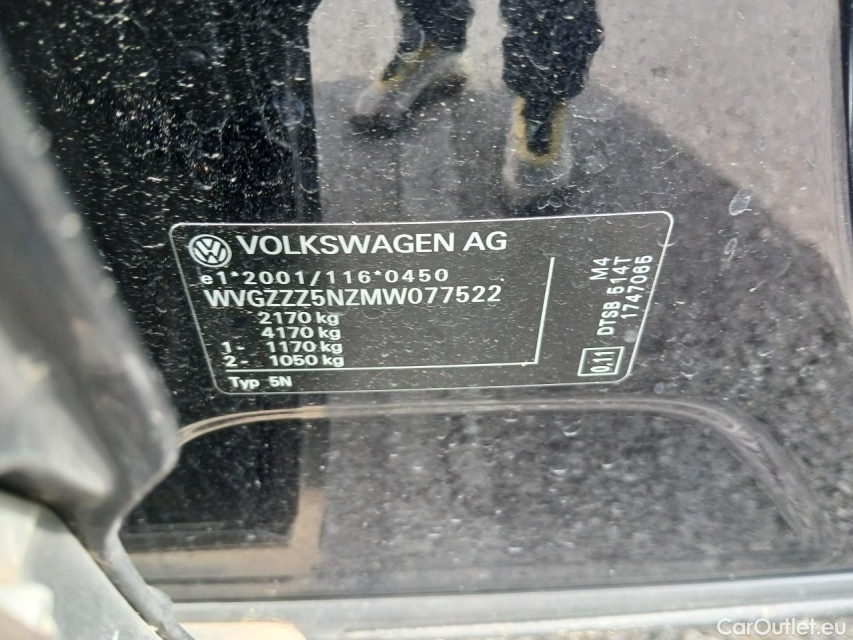 VOLKSWAGEN AG
e1*2001/116*0450
WVGZZZ5NZMW077522
2170 kg
4170 kg
1- 1170 kg
2- 1050 kg
Typ 5N
M4
DTSB 514T
1747065
0,11
CarOutlet.eu